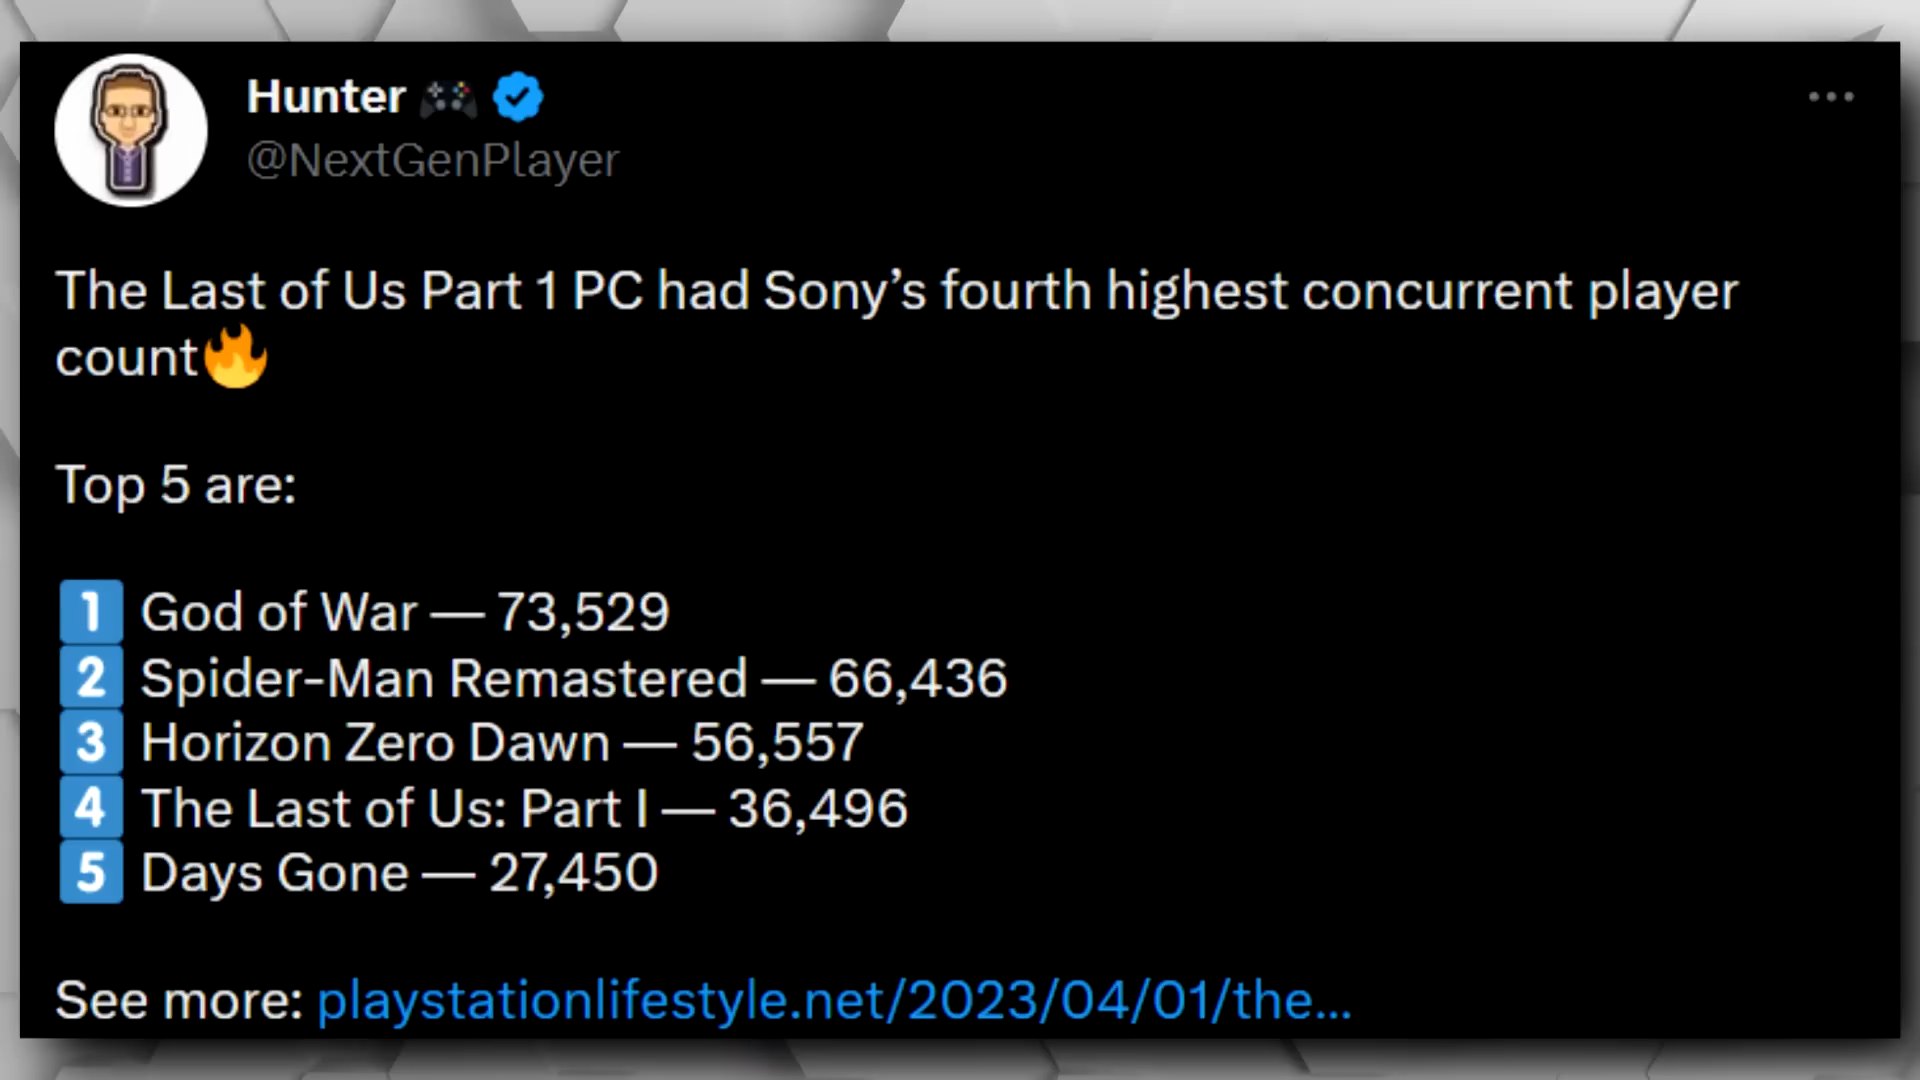 Hunter 🎮
@NextGenPlayer
The Last of Us Part 1 PC had Sony’s fourth highest concurrent player
count🔥
Top 5 are:
1 God of War — 73,529
2 Spider-Man Remastered — 66,436
3 Horizon Zero Dawn — 56,557
4 The Last of Us: Part I — 36,496
5 Days Gone — 27,450
See more: playstationlifestyle.net/2023/04/01/the...